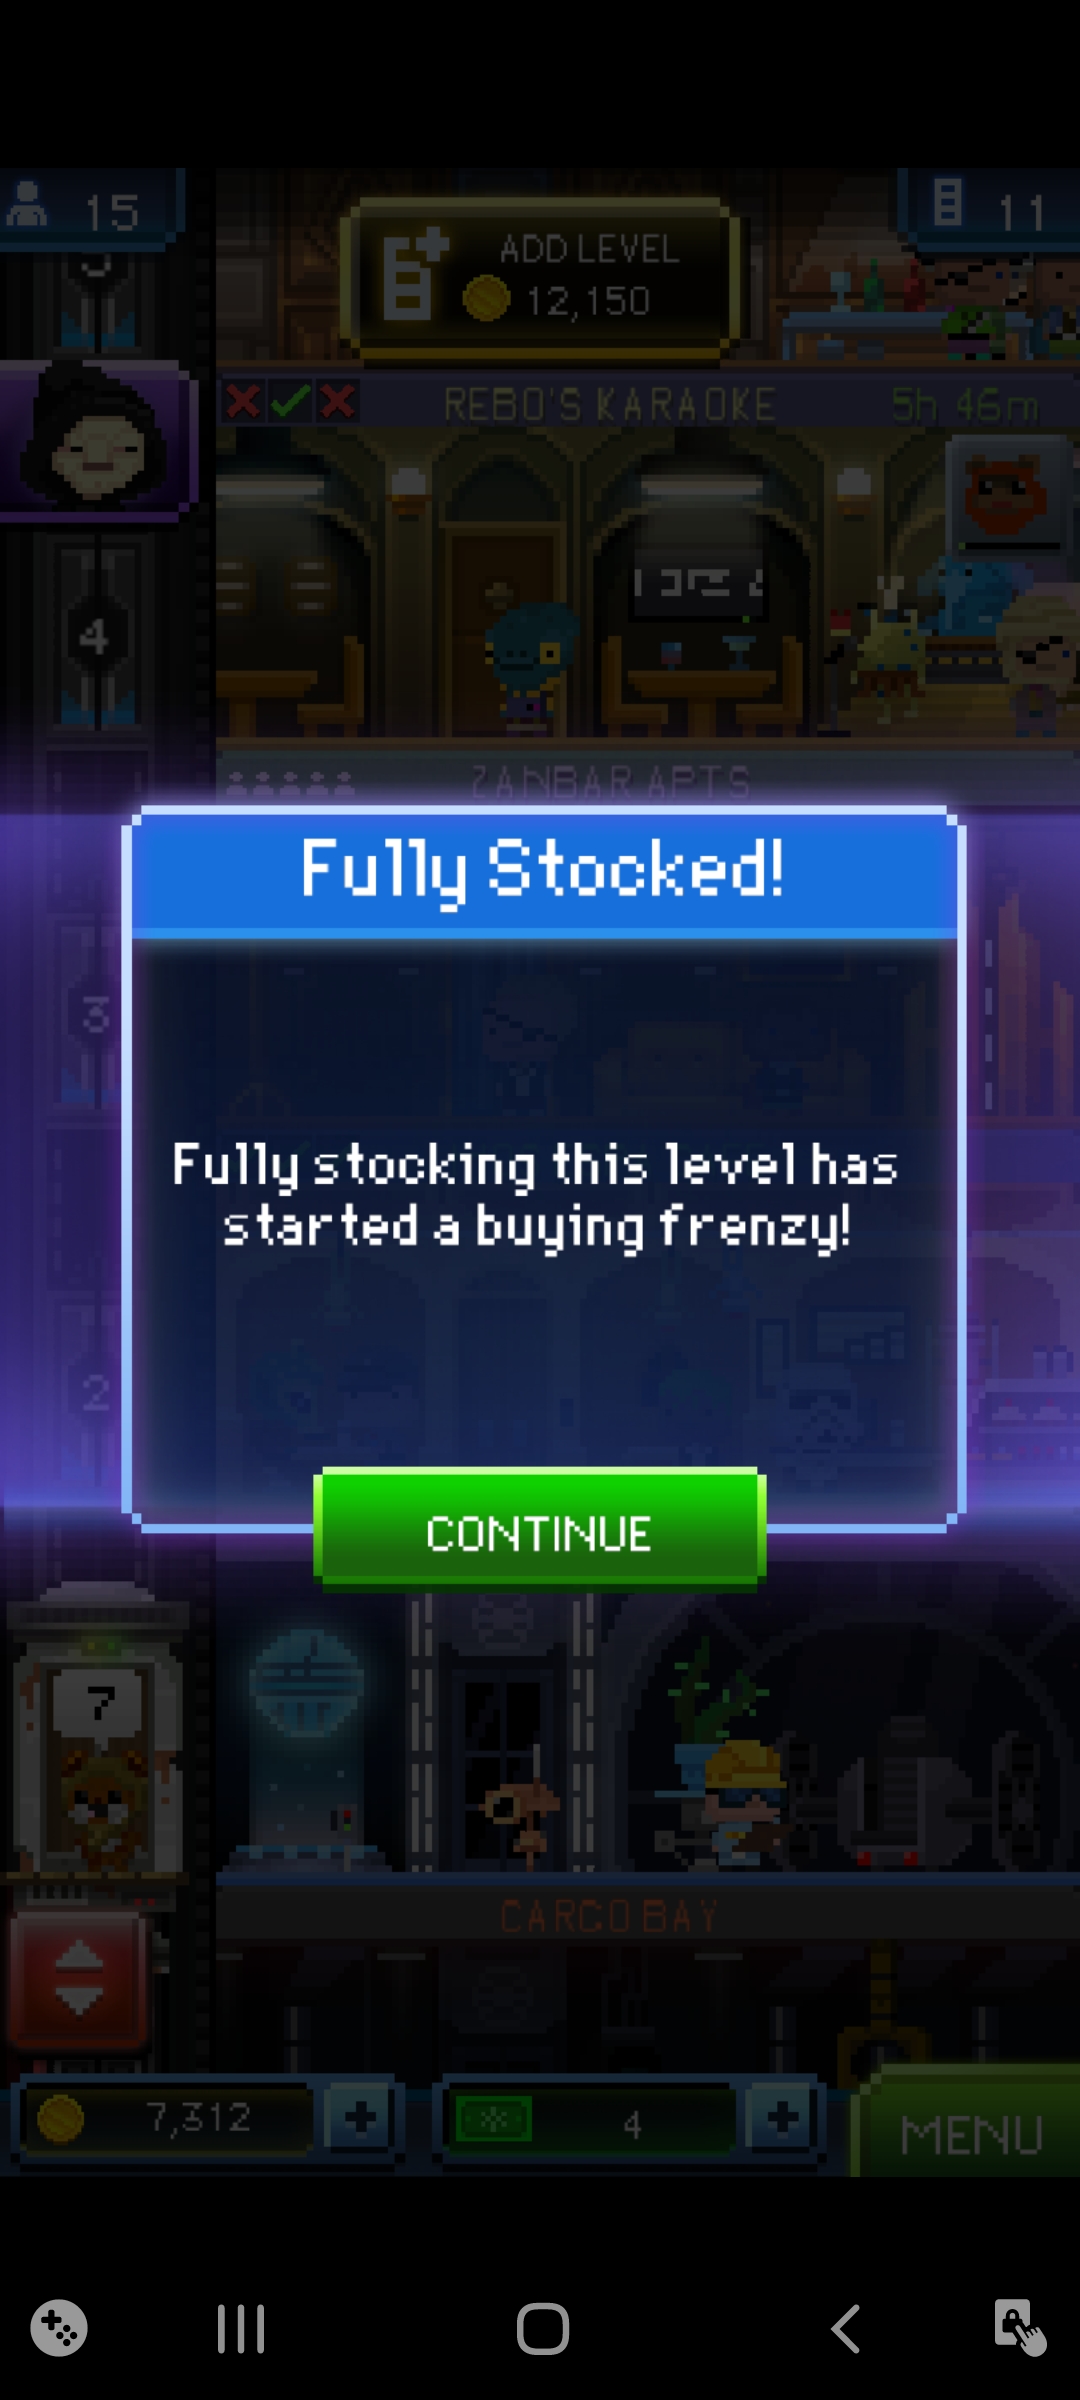 15
ADD LEVEL
12,150
11
REBO'S KARAOKE
5h 46m
4
ZANBAR APTS
Fully Stocked!
3
Fully stocking this level has
started a buying frenzy!
2
CONTINUE
7
CARGO BAY
7,312
4
MENU